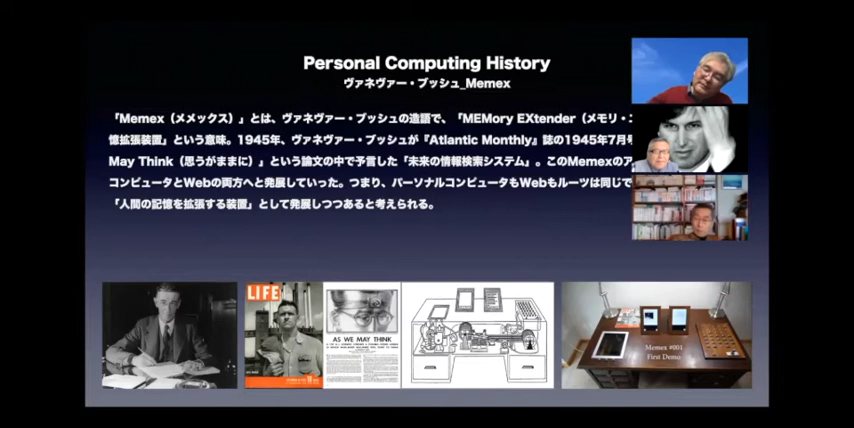 Personal Computing History
ヴァネヴァー・ブッシュ_Memex
「Memex（メメックス）」とは、ヴァネヴァー・ブッシュの造語で、「MEMory EXtender（メモリ・
憶拡張装置」という意味。1945年、ヴァネヴァー・ブッシュが『Atlantic Monthly』誌の1945年7月号
May Think（思うがままに）」という論文の中で予言した「未来の情報検索システム」。このMemexのア
コンピュータとWebの両方へと発展していった。つまり、パーソナルコンピュータもWebもルーツは同じで
「人間の記憶を拡張する装置」として発展しつつあると考えられる。
LIFE
AS WE MAY THINK
Memex #001
First Demo